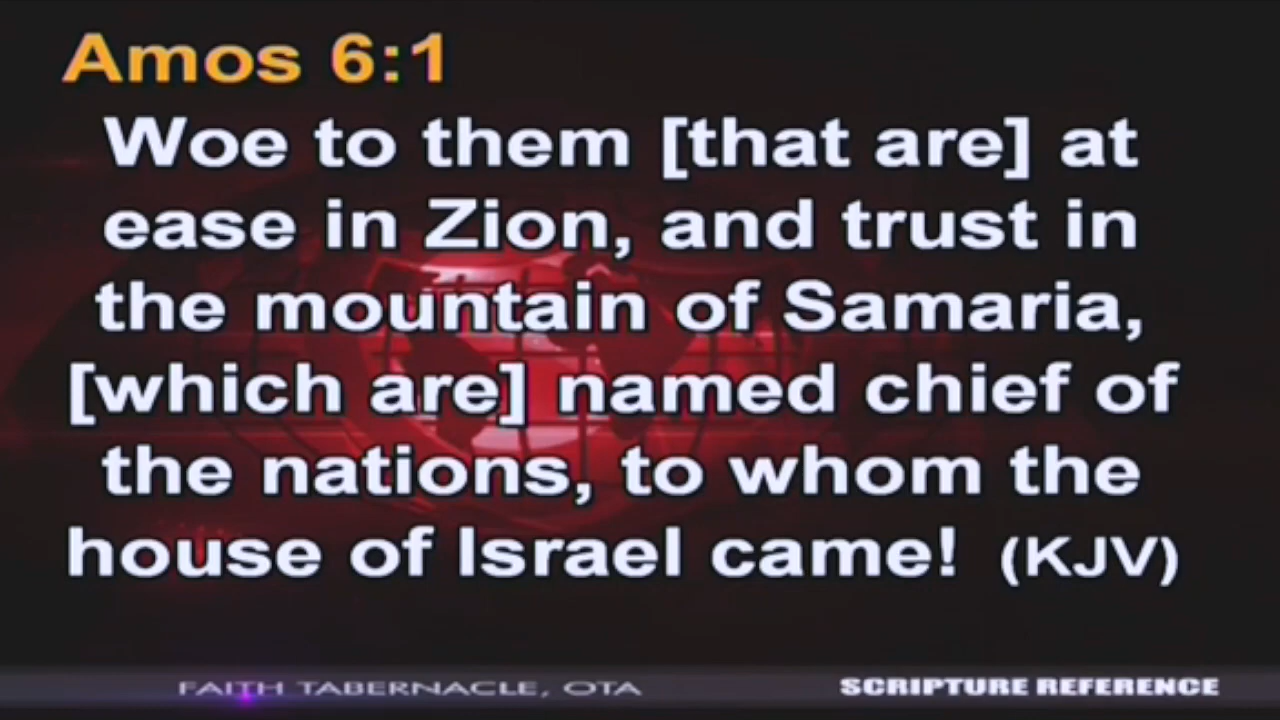 Amos 6:1
Woe to them [that are] at
ease in Zion, and trust in
the mountain of Samaria,
[which are] named chief of
the nations, to whom the
house of Israel came! (KJV)
FAITH TABERNACLE, OTA
SCRIPTURE REFERENCE